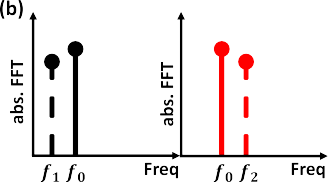 (b)
abs. FFT
f₁ f₀ Freq
abs. FFT
f₀ f₂ Freq